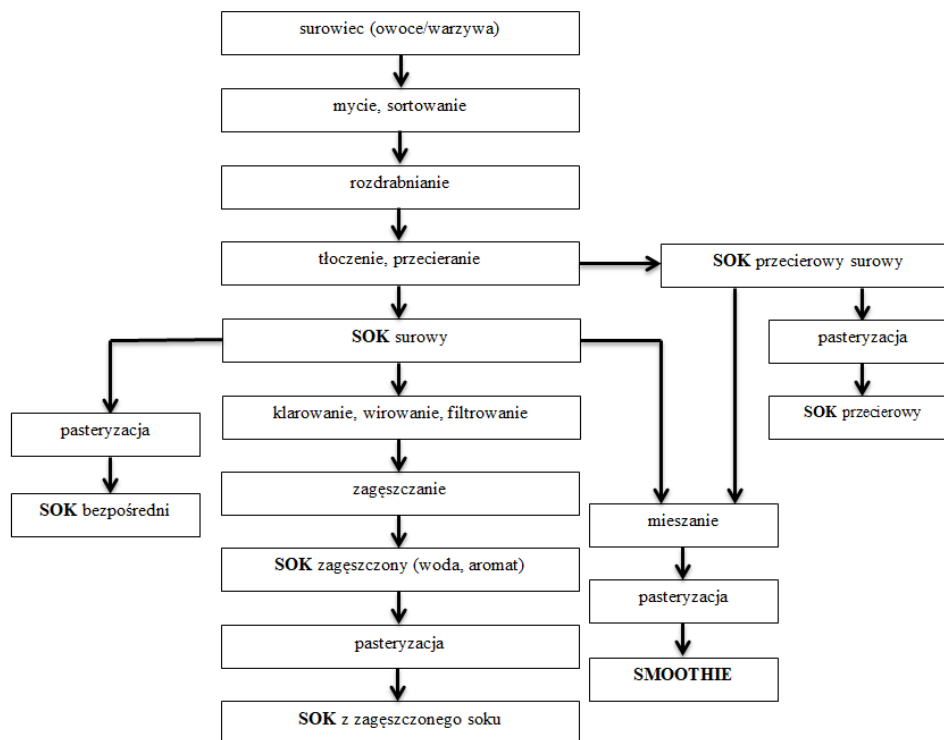 surowiec (owoce/warzywa)
mycie, sortowanie
rozdrabnianie
tłoczenie, przecieranie
SOK przecierowy surowy
SOK surowy
pasteryzacja
klarowanie, wirowanie, filtrowanie
SOK przecierowy
pasteryzacja
zagęszczanie
SOK bezpośredni
mieszanie
SOK zagęszczony (woda, aromat)
pasteryzacja
pasteryzacja
SMOOTHIE
SOK z zagęszczonego soku